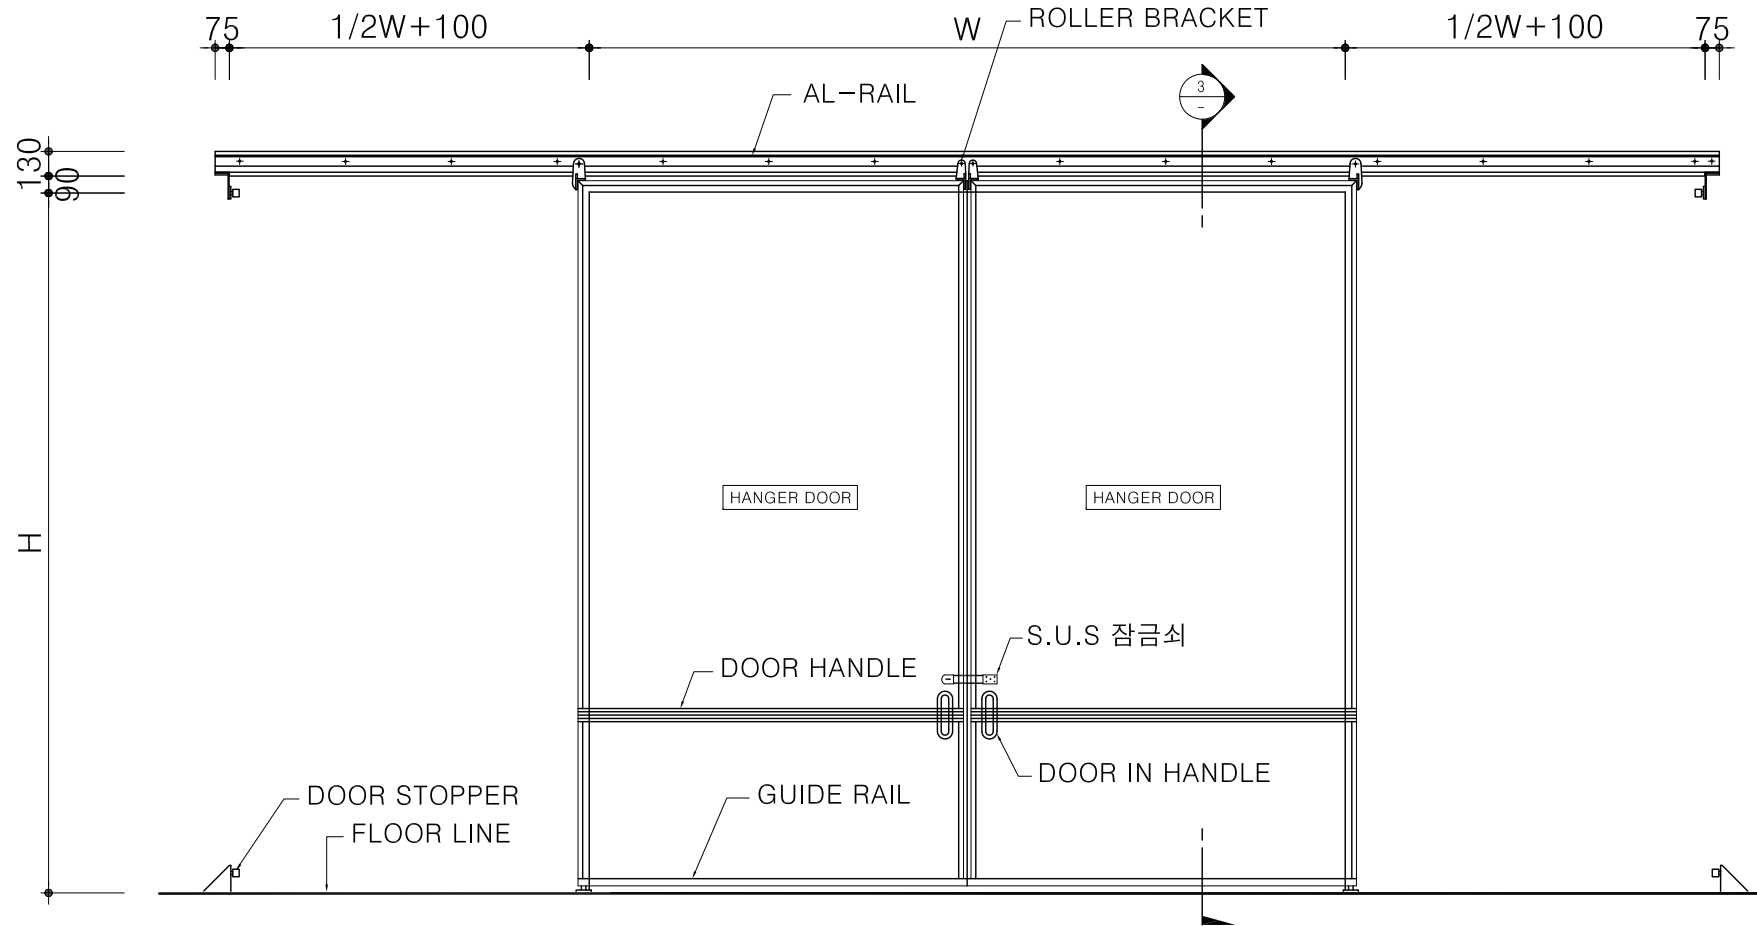 75
1/2W+100
W
ROLLER BRACKET
1/2W+100
75
AL-RAIL
3
-
130
90
HANGER DOOR
HANGER DOOR
H
S.U.S 잠금쇠
DOOR HANDLE
DOOR IN HANDLE
DOOR STOPPER
GUIDE RAIL
FLOOR LINE